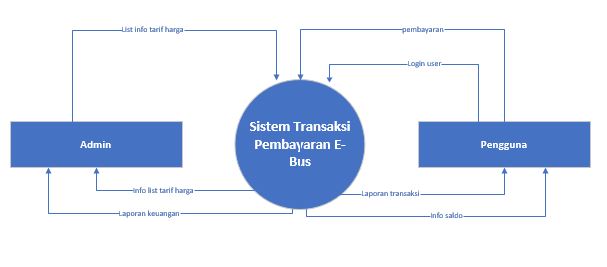 List info tarif harga
pembayaran
Login user
Sistem Transaksi
Pembayaran E-
Bus
Admin
Pengguna
Info list tarif harga
Laporan transaksi
Laporan keuangan
Info saldo